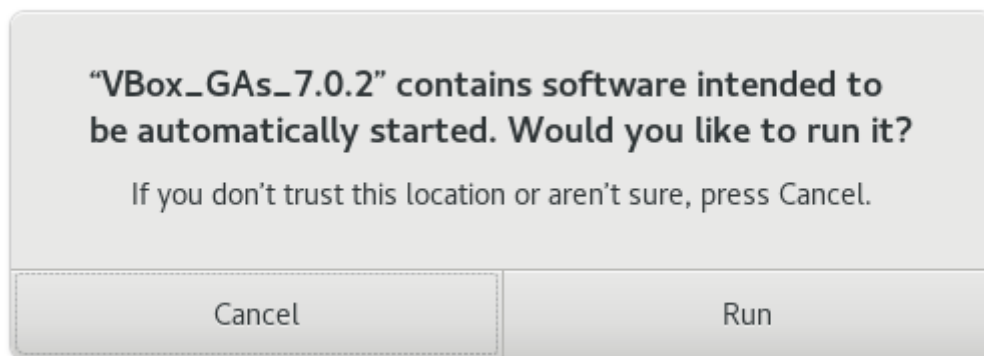 “VBox_GAs_7.0.2” contains software intended to
be automatically started. Would you like to run it?
If you don’t trust this location or aren’t sure, press Cancel.
Cancel
Run